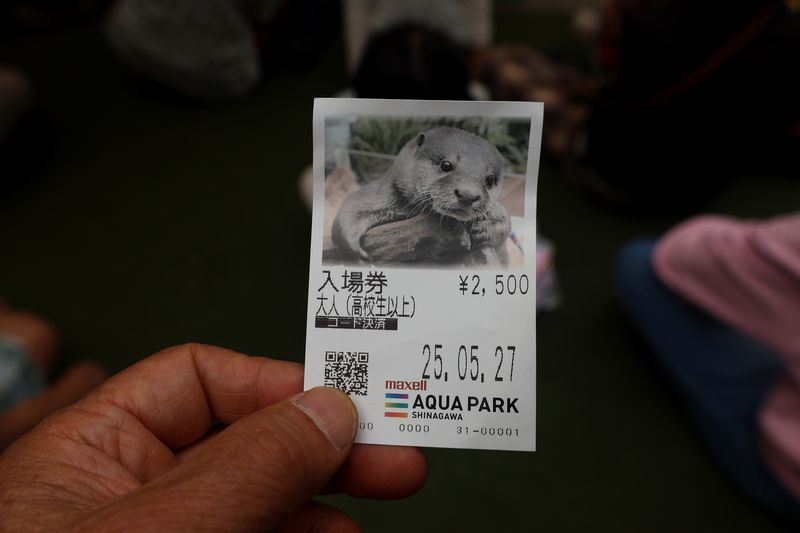 入場券 ¥2,500
大人(高校生以上)
コード決済
25.05.27
maxell
AQUA PARK
SHINAGAWA
00 0000 31-00001